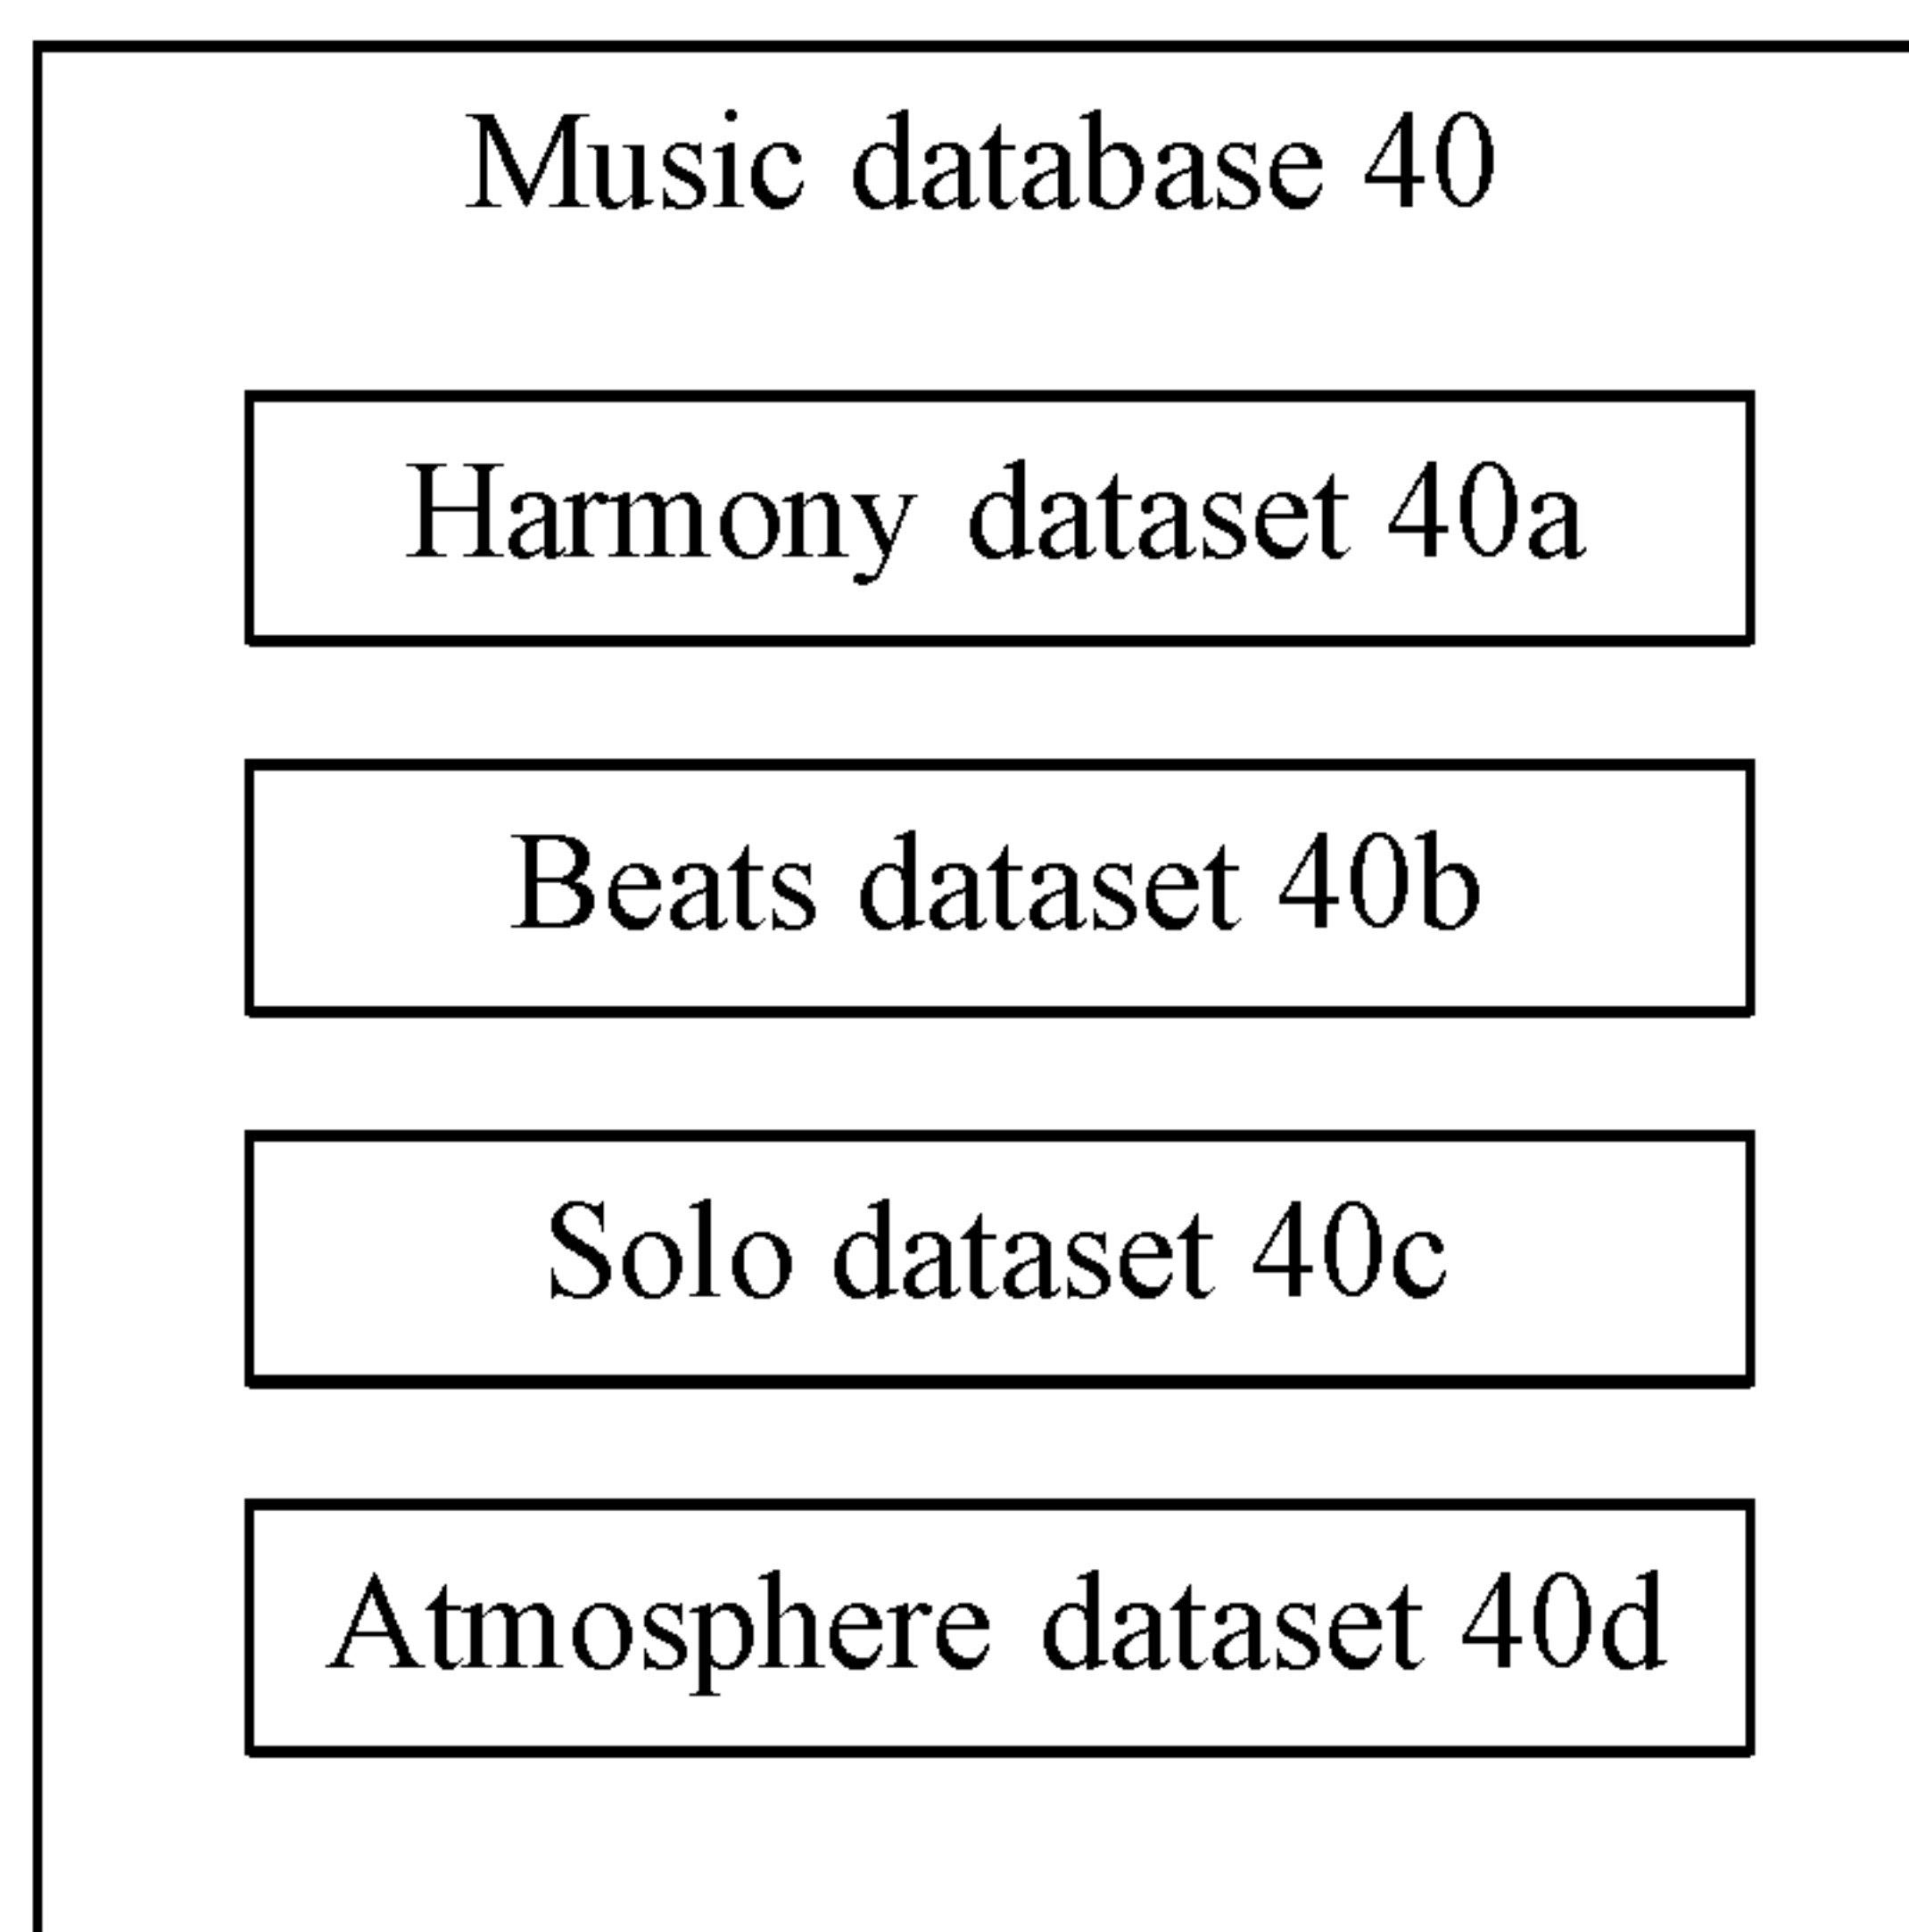 Music database 40
Harmony dataset 40a
Beats dataset 40b
Solo dataset 40c
Atmosphere dataset 40d